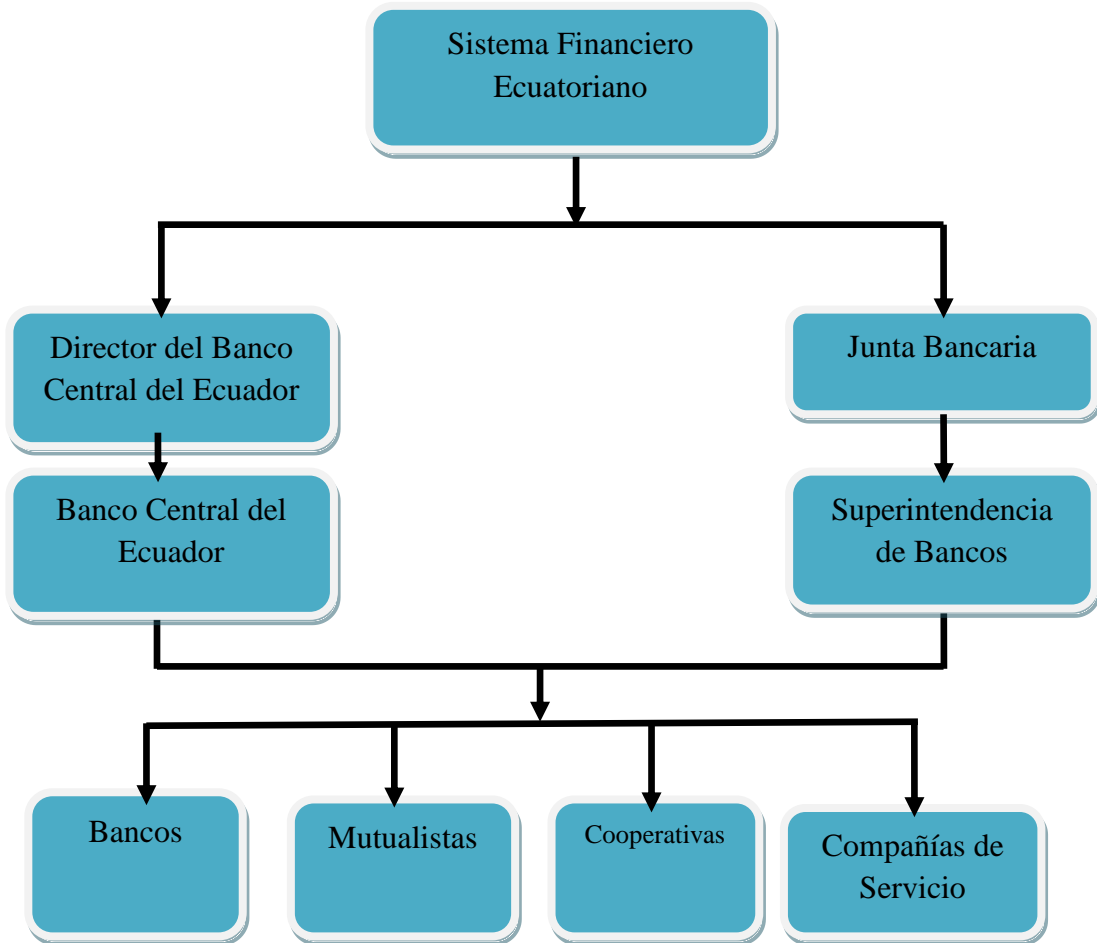 Sistema Financiero
Ecuatoriano
Director del Banco
Central del Ecuador
Junta Bancaria
Banco Central del
Ecuador
Superintendencia
de Bancos
Bancos
Mutualistas
Cooperativas
Compañías de
Servicio